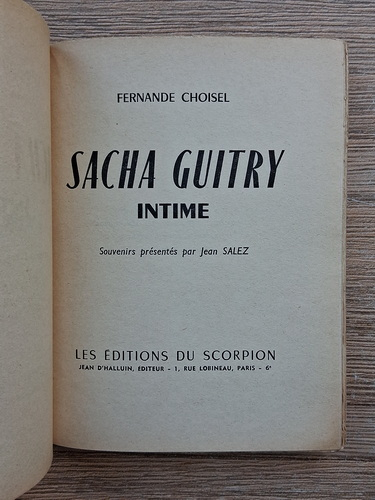 FERNANDE CHOISEL
SACHA GUITRY
INTIME
Souvenirs présentés par Jean SALEZ
LES ÉDITIONS DU SCORPION
JEAN D'HALLUIN, EDITEUR - 1, RUE LOBINEAU, PARIS - 6e